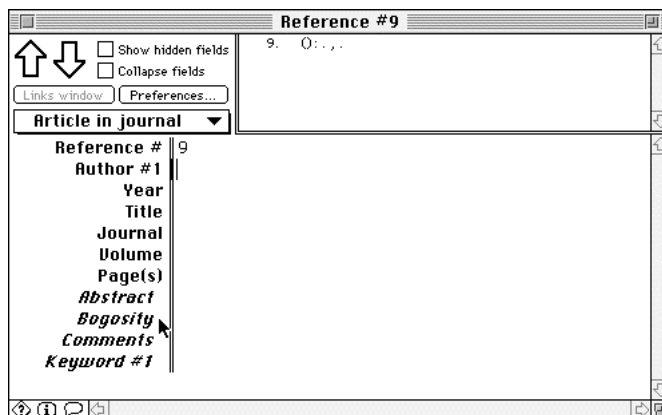 Reference #9
Show hidden fields
Collapse fields
Links window Preferences...
Article in journal
9. ():.,.
Reference # 9
Author #1
Year
Title
Journal
Volume
Page(s)
Abstract
Bogosity
Comments
Keyword #1